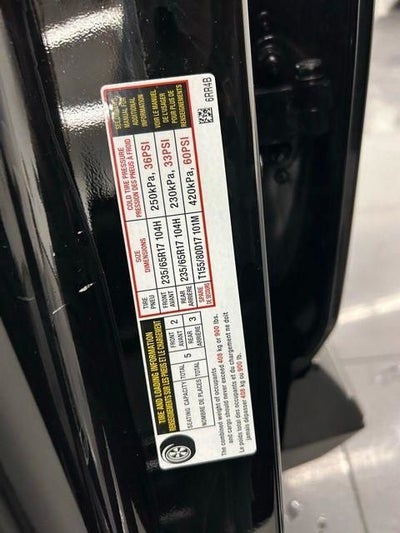 TIRE AND LOADING INFORMATION
RENSEIGNEMENTS SUR LES PNEUS ET LE CHARGEMENT
SEATING CAPACITY TOTAL 5 FRONT AVANT 2 REAR ARRIÈRE 3
NOMBRE DE PLACES TOTAL
TIRE PNEU SIZE DIMENSIONS COLD TIRE PRESSURE PRESSION DES PNEUS À FROID
FRONT AVANT 235/65R17 104H 250kPa, 36PSI
REAR ARRIÈRE 235/65R17 104H 230kPa, 33PSI
SPARE DE SECOURS T155/80D17 101M 420kPa, 60PSI
SEE OWNER'S
MANUAL FOR
ADDITIONAL
INFORMATION
VOIR LE MANUEL
DE L'USAGER
POUR PLUS DE
RENSEIGNEMENTS
The combined weight of occupants
and cargo should never exceed 408 kg or 900 lbs.
Le poids total des occupants et du chargement ne doit
jamais dépasser 408 kg ou 900 lb.
6RR4B